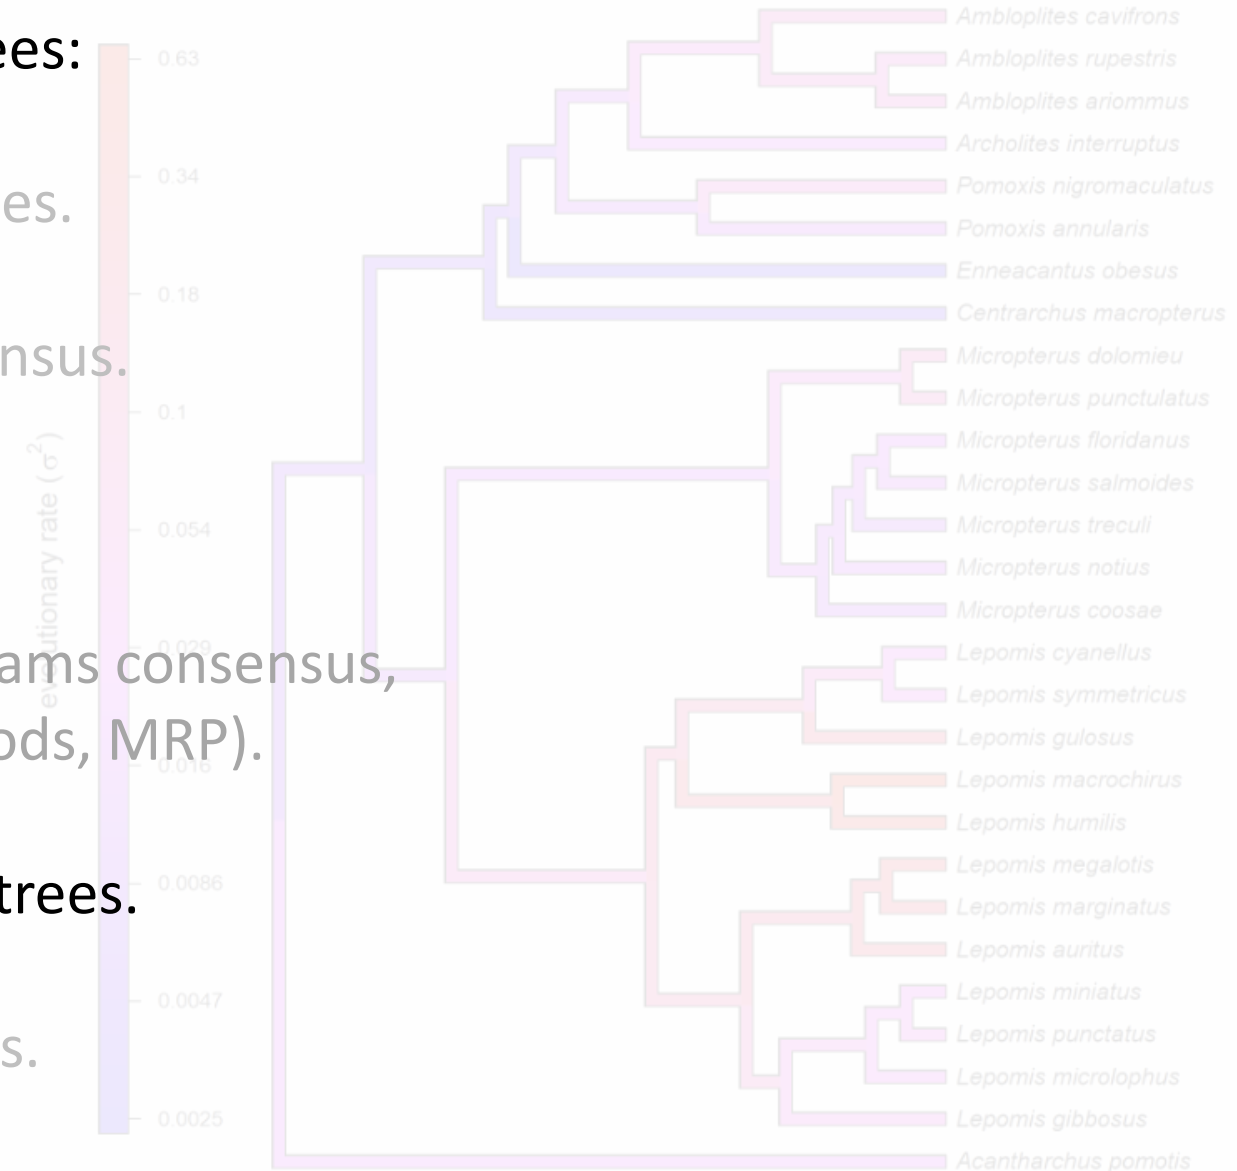 ees:
es.
nsus.
ams consensus,
ods, MRP).
trees.
s.
evolutionary rate (σ²)
0.63
0.34
0.18
0.1
0.054
0.029
0.016
0.0086
0.0047
0.0025
Ambloplites cavifrons
Ambloplites rupestris
Ambloplites ariommus
Archolites interruptus
Pomoxis nigromaculatus
Pomoxis annularis
Enneacantus obesus
Centrarchus macropterus
Micropterus dolomieu
Micropterus punctulatus
Micropterus floridanus
Micropterus salmoides
Micropterus treculi
Micropterus notius
Micropterus coosae
Lepomis cyanellus
Lepomis symmetricus
Lepomis gulosus
Lepomis macrochirus
Lepomis humilis
Lepomis megalotis
Lepomis marginatus
Lepomis auritus
Lepomis miniatus
Lepomis punctatus
Lepomis microlophus
Lepomis gibbosus
Acantharchus pomotis